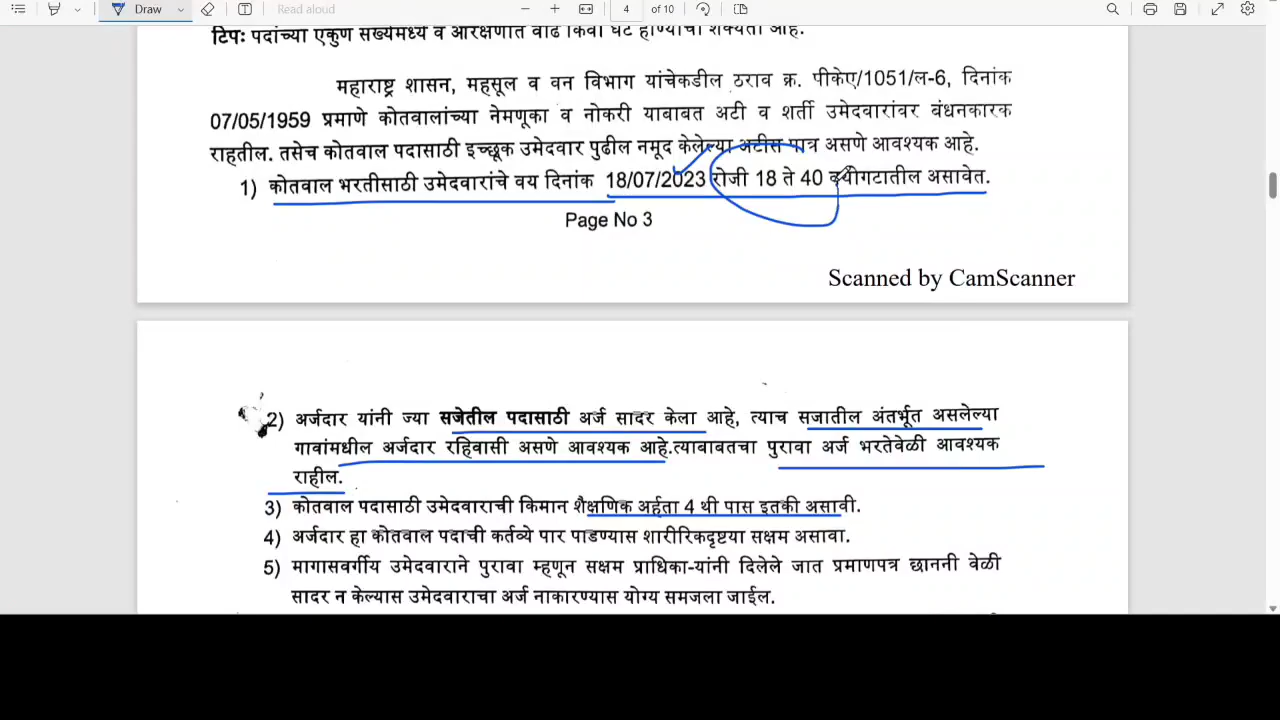 Draw
Read aloud
4
of 10
टिपः पदांच्या एकुण संख्येमध्ये व आरक्षणात वाढ किंवा घट होण्याची शक्यता आहे.
महाराष्ट्र शासन, महसूल व वन विभाग यांचेकडील ठराव क्र. पीकेए/1051/ल-6, दिनांक
07/05/1959 प्रमाणे कोतवालांच्या नेमणूका व नोकरी याबाबत अटी व शर्ती उमेदवारांवर बंधनकारक
राहतील. तसेच कोतवाल पदासाठी इच्छूक उमेदवार पुढील नमूद केलेल्या अटीस पात्र असणे आवश्यक आहे.
1) कोतवाल भरतीसाठी उमेदवारांचे वय दिनांक 18/07/2023 रोजी 18 ते 40 वयोगटातील असावेत.
Page No 3
Scanned by CamScanner
2) अर्जदार यांनी ज्या सजेतील पदासाठी अर्ज सादर केला आहे, त्याच सजातील अंतर्भूत असलेल्या
गावांमधील अर्जदार रहिवासी असणे आवश्यक आहे.त्याबाबतचा पुरावा अर्ज भरतेवेळी आवश्यक
राहील.
3) कोतवाल पदासाठी उमेदवाराची किमान शैक्षणिक अर्हता 4 थी पास इतकी असावी.
4) अर्जदार हा कोतवाल पदाची कर्तव्ये पार पाडण्यास शारीरिकदृष्टया सक्षम असावा.
5) मागासवर्गीय उमेदवाराने पुरावा म्हणून सक्षम प्राधिका-यांनी दिलेले जात प्रमाणपत्र छाननी वेळी
सादर न केल्यास उमेदवाराचा अर्ज नाकारण्यास योग्य समजला जाईल.